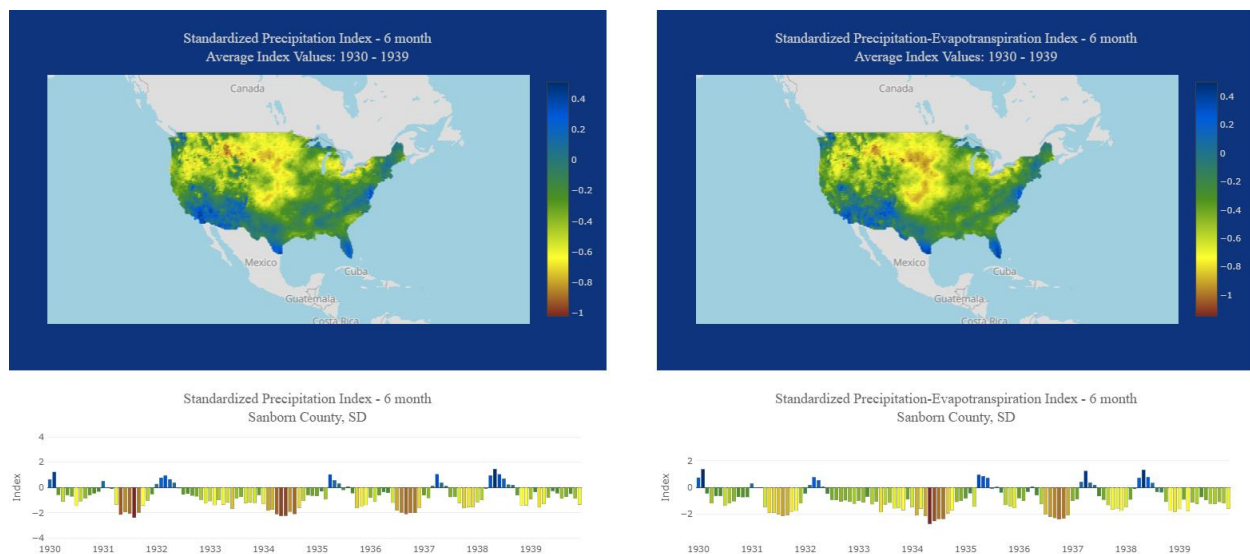 Standardized Precipitation Index - 6 month
Average Index Values: 1930 - 1939
Canada
Mexico
Cuba
Guatemala
Costa Rica
0.4
0.2
0
−0.2
−0.4
−0.6
−0.8
−1
Standardized Precipitation-Evapotranspiration Index - 6 month
Average Index Values: 1930 - 1939
Canada
Mexico
Cuba
Guatemala
Costa Rica
0.4
0.2
0
−0.2
−0.4
−0.6
−0.8
−1
Standardized Precipitation Index - 6 month
Sanborn County, SD
Index
4
2
0
−2
−4
1930 1931 1932 1933 1934 1935 1936 1937 1938 1939
Standardized Precipitation-Evapotranspiration Index - 6 month
Sanborn County, SD
Index
2
0
−2
1930 1931 1932 1933 1934 1935 1936 1937 1938 1939